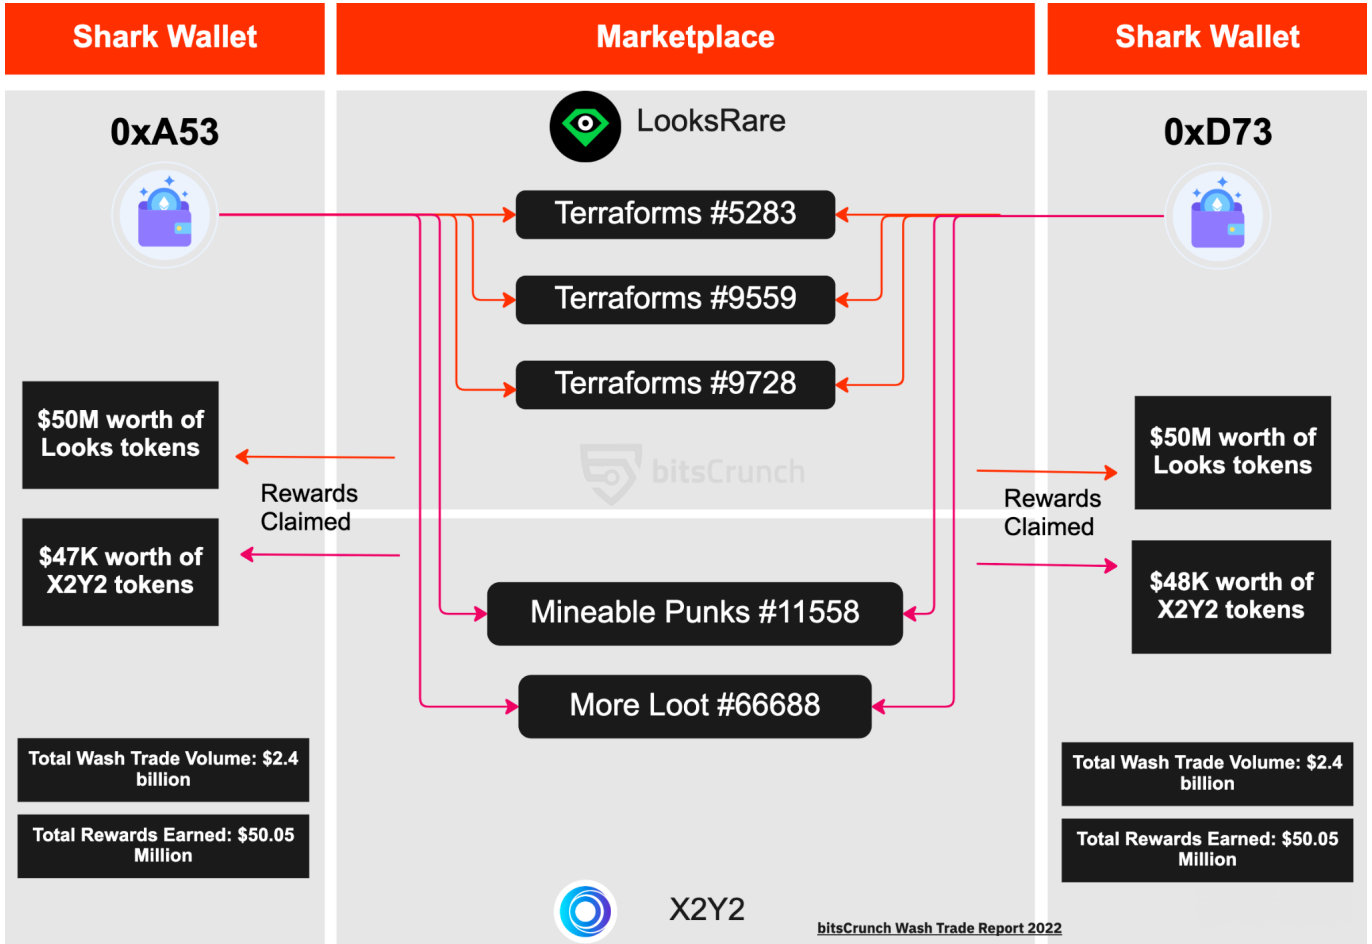 Shark Wallet
Marketplace
Shark Wallet
0xA53
LooksRare
0xD73
Terraforms #5283
Terraforms #9559
Terraforms #9728
$50M worth of
Looks tokens
Rewards
Claimed
$47K worth of
X2Y2 tokens
bitsCrunch
$50M worth of
Looks tokens
Rewards
Claimed
$48K worth of
X2Y2 tokens
Mineable Punks #11558
More Loot #66688
Total Wash Trade Volume: $2.4
billion
Total Rewards Earned: $50.05
Million
Total Wash Trade Volume: $2.4
billion
Total Rewards Earned: $50.05
Million
X2Y2
bitsCrunch Wash Trade Report 2022